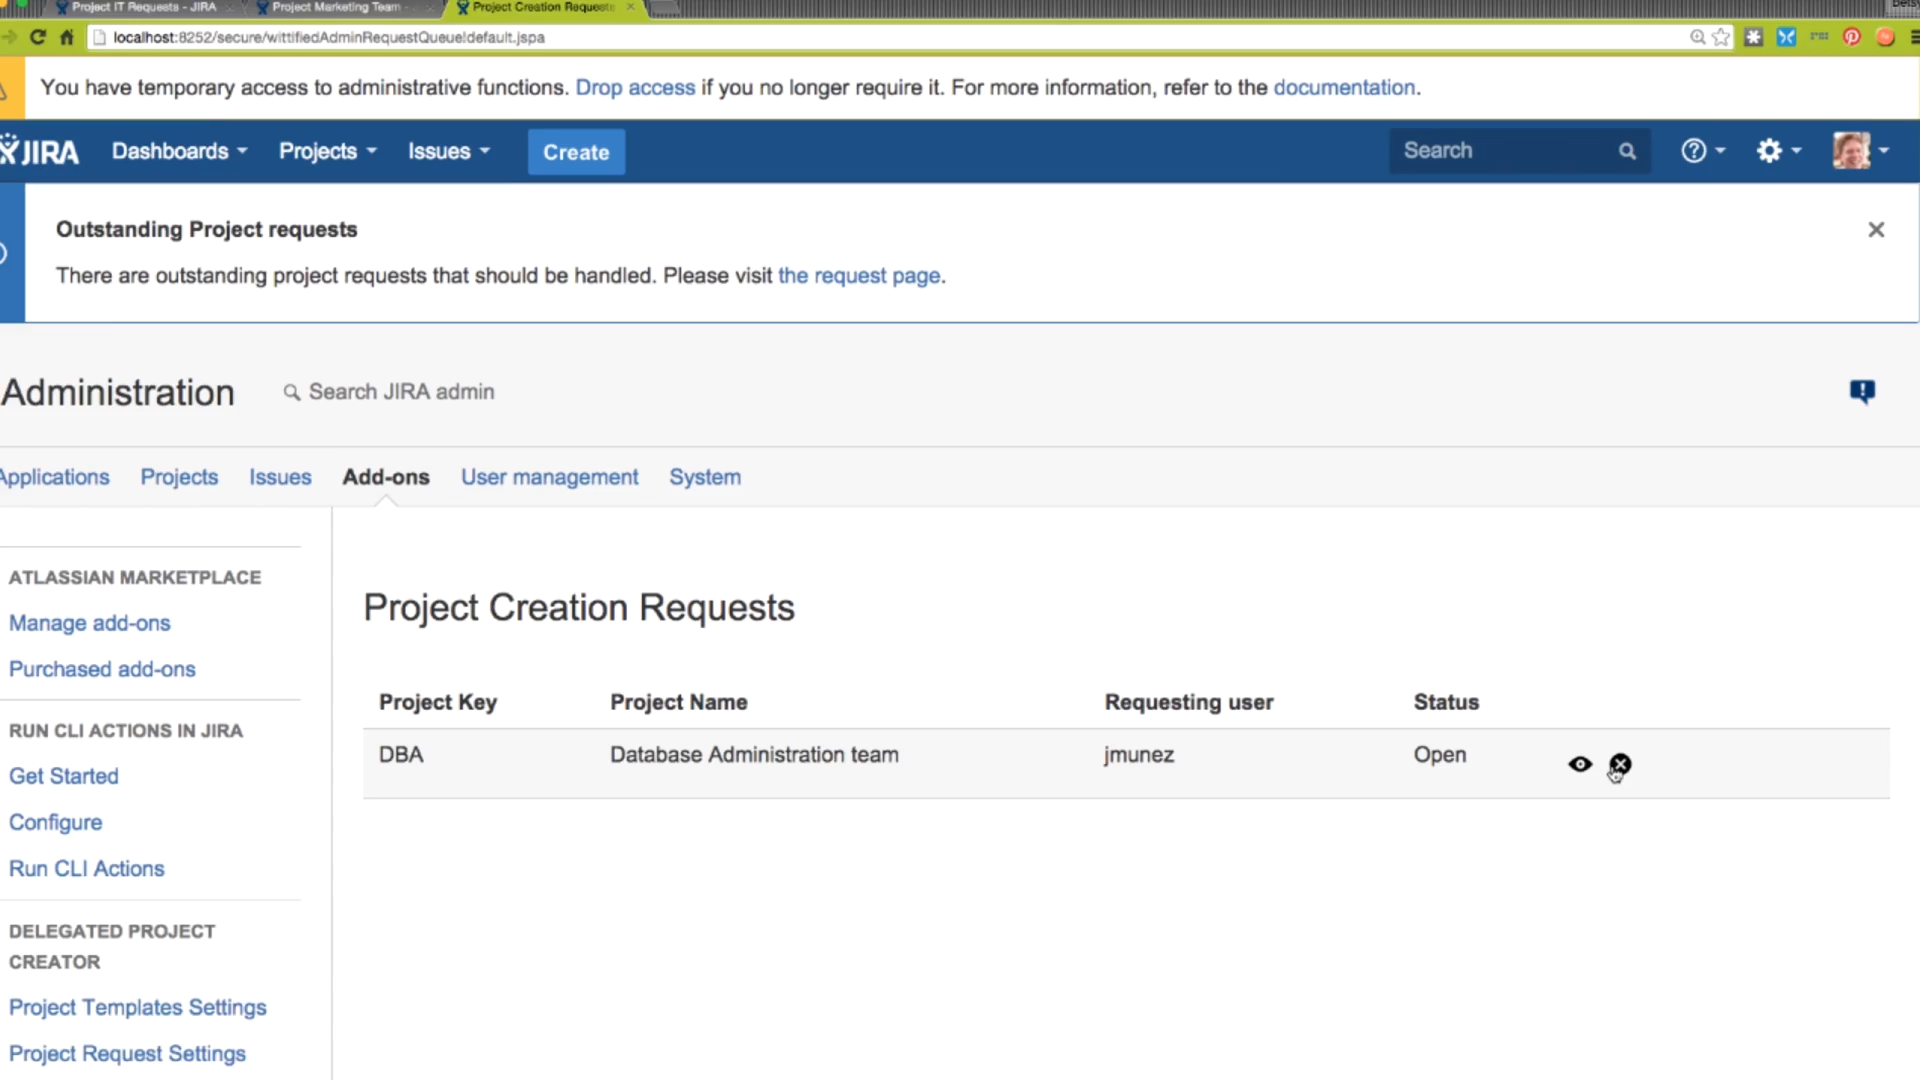 Project IT Requests - JIRA
Project Marketing Team -
Project Creation Requests
localhost:8252/secure/wittifiedAdminRequestQueue!default.jspa
You have temporary access to administrative functions. Drop access if you no longer require it. For more information, refer to the documentation.
JIRA
Dashboards
Projects
Issues
Create
Search
Outstanding Project requests
There are outstanding project requests that should be handled. Please visit the request page.
Administration
Search JIRA admin
Applications
Projects
Issues
Add-ons
User management
System
ATLASSIAN MARKETPLACE
Manage add-ons
Purchased add-ons
RUN CLI ACTIONS IN JIRA
Get Started
Configure
Run CLI Actions
DELEGATED PROJECT
CREATOR
Project Templates Settings
Project Request Settings
Project Creation Requests
Project Key Project Name Requesting user Status
DBA Database Administration team jmunez Open